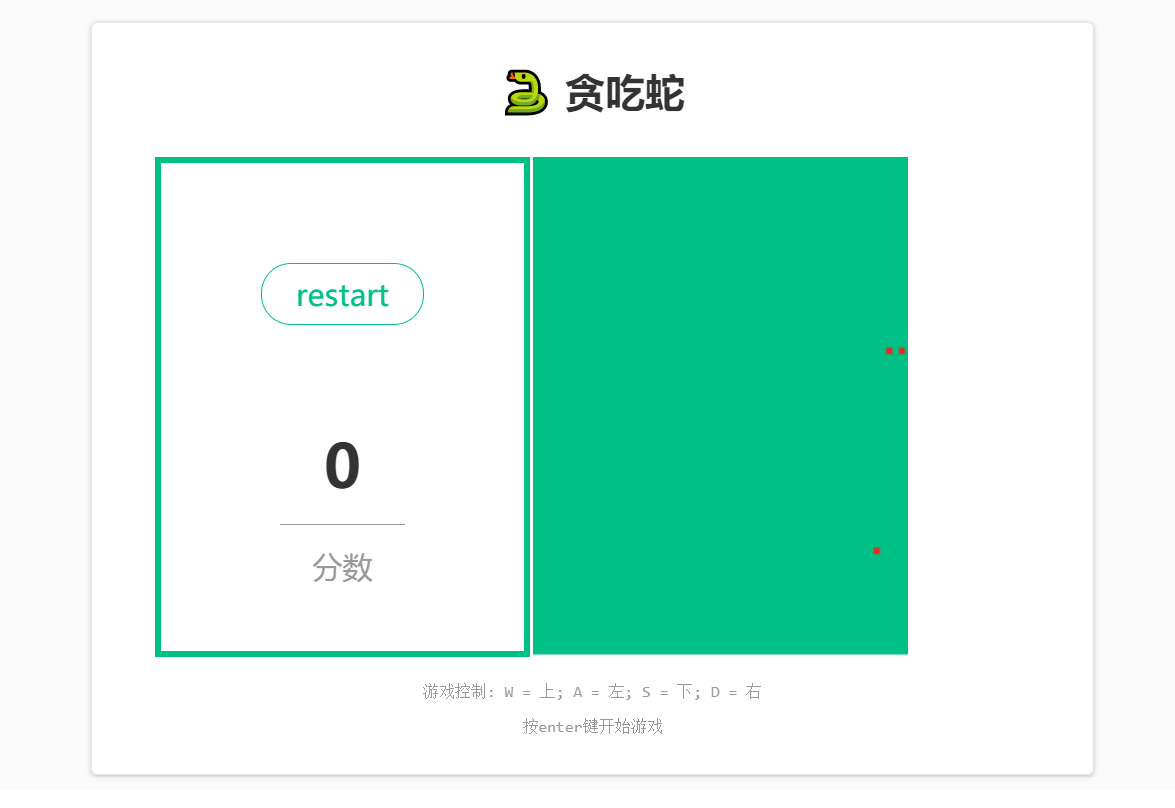 贪吃蛇
restart
0
分数
游戏控制: W = 上; A = 左; S = 下; D = 右
按enter键开始游戏